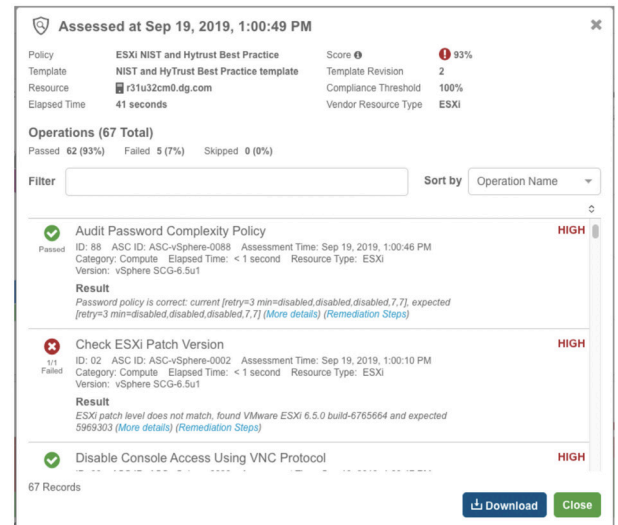 Assessed at Sep 19, 2019, 1:00:49 PM
Policy ESXi NIST and Hytrust Best Practice Score 93%
Template NIST and HyTrust Best Practice template Template Revision 2
Resource r31u32cm0.dg.com Compliance Threshold 100%
Elapsed Time 41 seconds Vendor Resource Type ESXi
Operations (67 Total)
Passed 62 (93%) Failed 5 (7%) Skipped 0 (0%)
Filter Sort by Operation Name
Audit Password Complexity Policy HIGH
Passed ID: 88 ASC ID: ASC-vSphere-0088 Assessment Time: Sep 19, 2019, 1:00:46 PM
Category: Compute Elapsed Time: < 1 second Resource Type: ESXi
Version: vSphere SCG-6.5u1
Result
Password policy is correct: current [retry=3 min=disabled,disabled,disabled,7,7], expected
[retry=3 min=disabled,disabled,disabled,7,7] (More details) (Remediation Steps)
Check ESXi Patch Version HIGH
1/1 Failed ID: 02 ASC ID: ASC-vSphere-0002 Assessment Time: Sep 19, 2019, 1:00:10 PM
Category: Compute Elapsed Time: < 1 second Resource Type: ESXi
Version: vSphere SCG-6.5u1
Result
ESXi patch level does not match, found VMware ESXi 6.5.0 build-6765664 and expected
5969303 (More details) (Remediation Steps)
Disable Console Access Using VNC Protocol HIGH
67 Records
Download Close